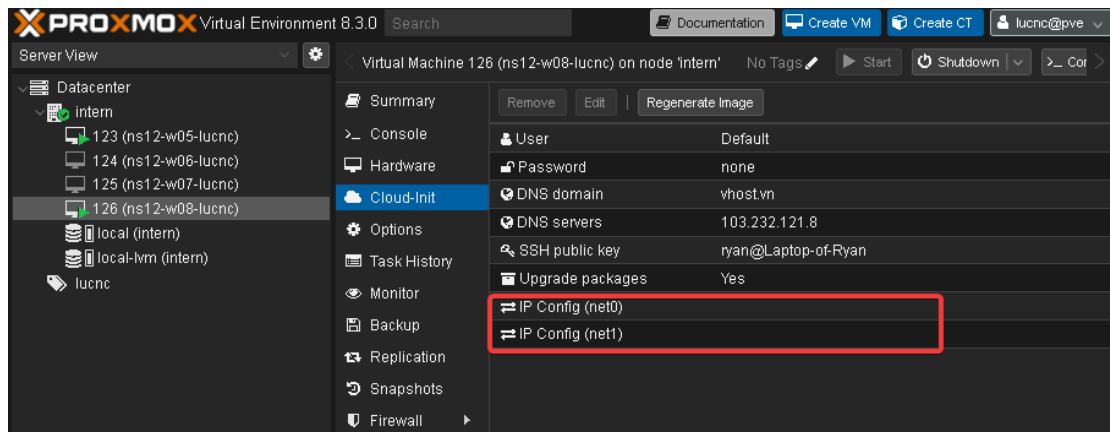 PROXMOX Virtual Environment 8.3.0 Search Documentation Create VM Create CT lucnc@pve
Server View
Virtual Machine 126 (ns12-w08-lucnc) on node 'intern' No Tags Start Shutdown >_ Cor
Datacenter
intern
123 (ns12-w05-lucnc)
124 (ns12-w06-lucnc)
125 (ns12-w07-lucnc)
126 (ns12-w08-lucnc)
local (intern)
local-lvm (intern)
lucnc
Summary
>_ Console
Hardware
Cloud-Init
Options
Task History
Monitor
Backup
Replication
Snapshots
Firewall
Remove Edit Regenerate Image
User Default
Password none
DNS domain vhost.vn
DNS servers 103.232.121.8
SSH public key ryan@Laptop-of-Ryan
Upgrade packages Yes
IP Config (net0)
IP Config (net1)